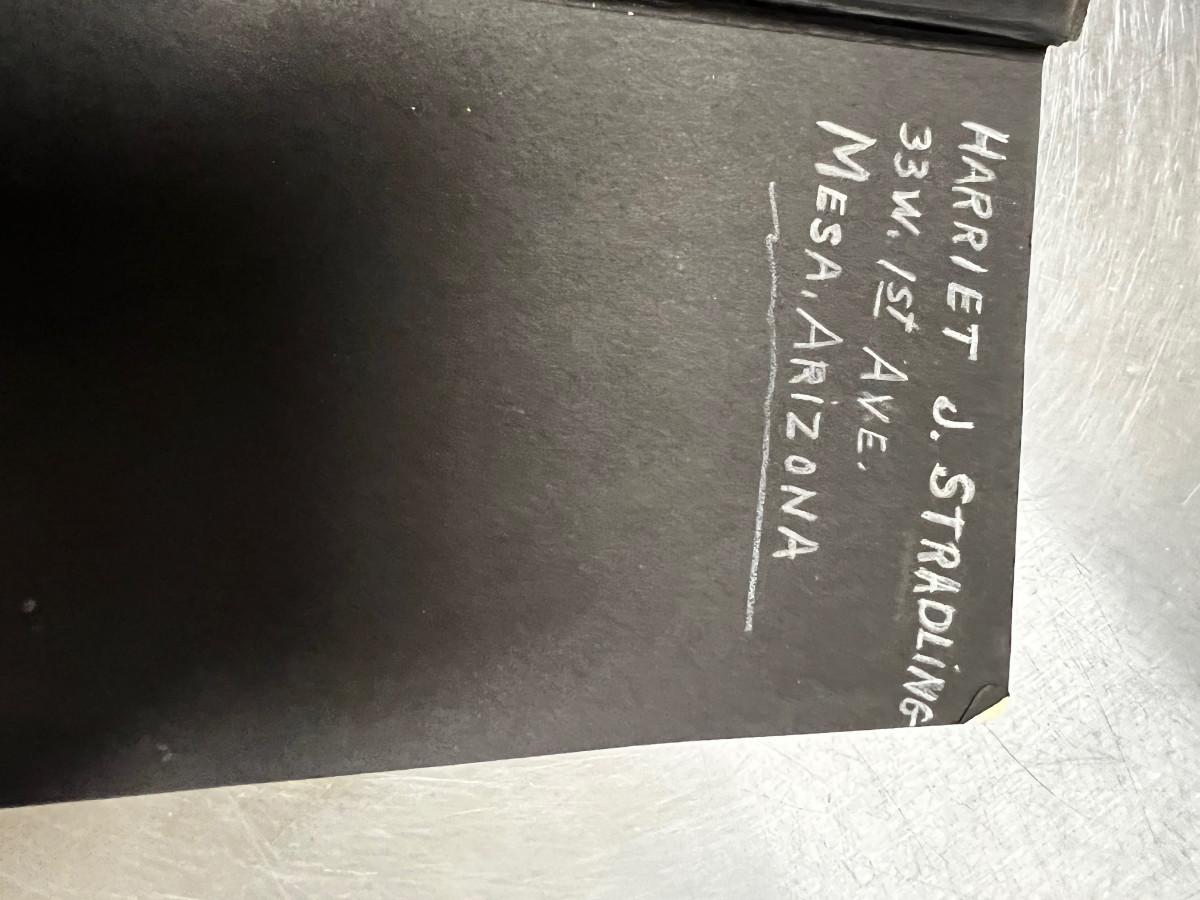 HARRIET J. STRADLING
33 W. 1st AVE.
MESA, ARIZONA